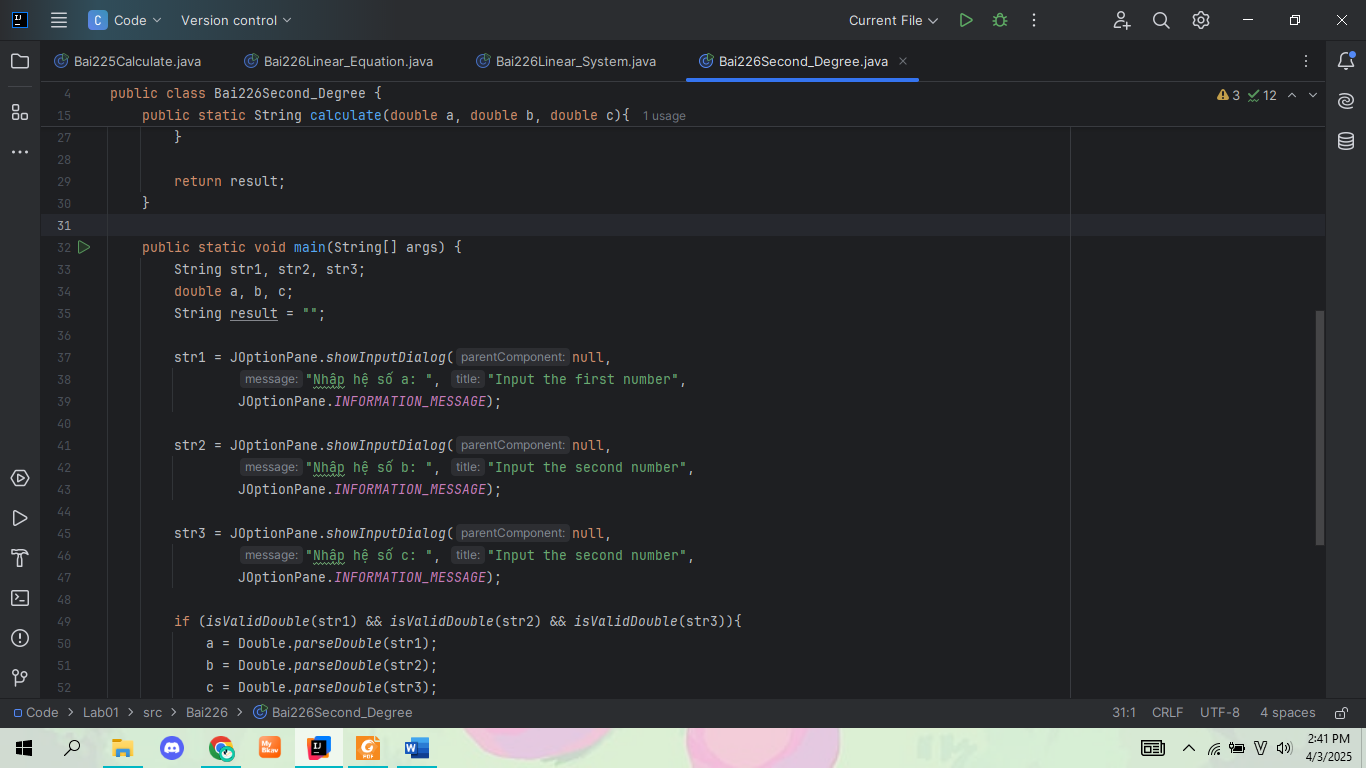 Code
Version control
Current File
Bai225Calculate.java
Bai226Linear_Equation.java
Bai226Linear_System.java
Bai226Second_Degree.java
4 public class Bai226Second_Degree {
3 12
15 public static String calculate(double a, double b, double c){ 1 usage
27 }
28
29 return result;
30 }
31
32 public static void main(String[] args) {
33 String str1, str2, str3;
34 double a, b, c;
35 String result = "";
36
37 str1 = JOptionPane.showInputDialog( parentComponent: null,
38 message: "Nhập hệ số a: ", title: "Input the first number",
39 JOptionPane.INFORMATION_MESSAGE);
40
41 str2 = JOptionPane.showInputDialog( parentComponent: null,
42 message: "Nhập hệ số b: ", title: "Input the second number",
43 JOptionPane.INFORMATION_MESSAGE);
44
45 str3 = JOptionPane.showInputDialog( parentComponent: null,
46 message: "Nhập hệ số c: ", title: "Input the second number",
47 JOptionPane.INFORMATION_MESSAGE);
48
49 if (isValidDouble(str1) && isValidDouble(str2) && isValidDouble(str3)){
50 a = Double.parseDouble(str1);
51 b = Double.parseDouble(str2);
52 c = Double.parseDouble(str3);
Code > Lab01 > src > Bai226 > Bai226Second_Degree
31:1 CRLF UTF-8 4 spaces
2:41 PM
4/3/2025